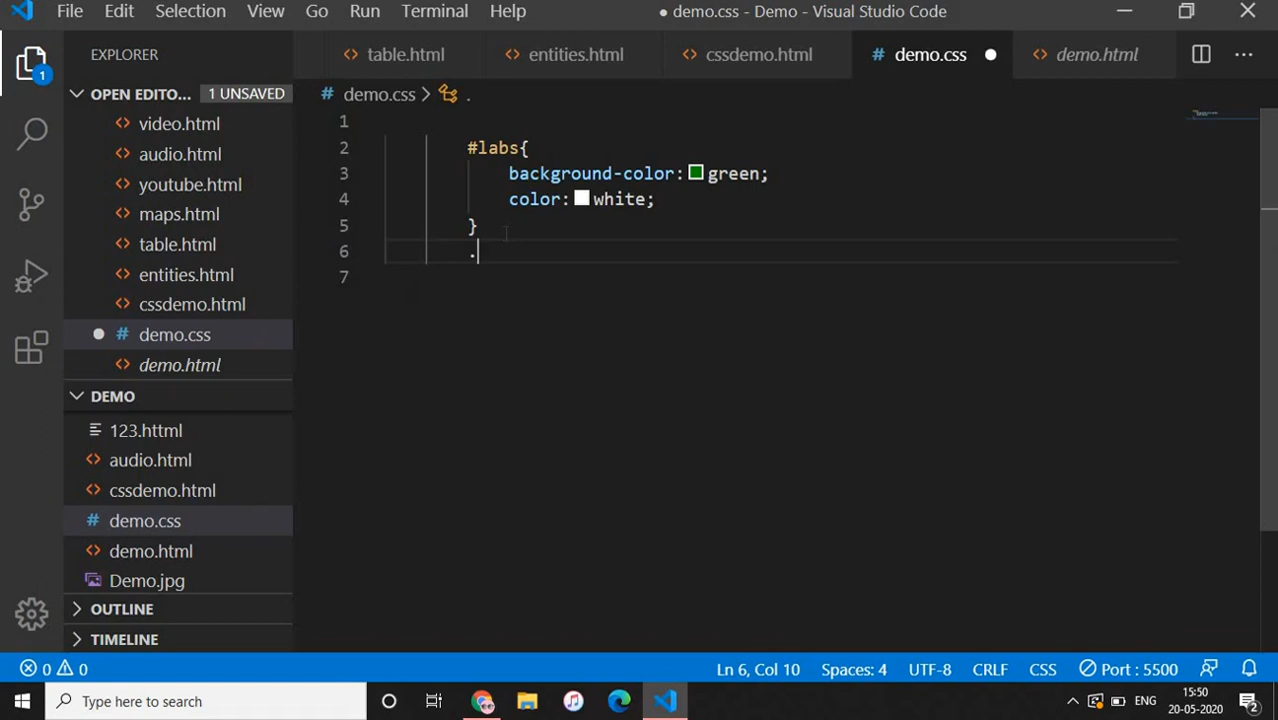 File Edit Selection View Go Run Terminal Help ● demo.css - Demo - Visual Studio Code
EXPLORER
table.html entities.html cssdemo.html # demo.css ● demo.html ···
1
OPEN EDITO... 1 UNSAVED
# demo.css > .
video.html
audio.html
youtube.html
maps.html
table.html
entities.html
cssdemo.html
● # demo.css
demo.html
1
2 #labs{
3 background-color: green;
4 color: white;
5 }
6 .
7
DEMO
123.httml
audio.html
cssdemo.html
# demo.css
demo.html
Demo.jpg
OUTLINE
TIMELINE
0 0 Ln 6, Col 10 Spaces: 4 UTF-8 CRLF CSS Port : 5500
Type here to search
ENG
15:50
20-05-2020
2